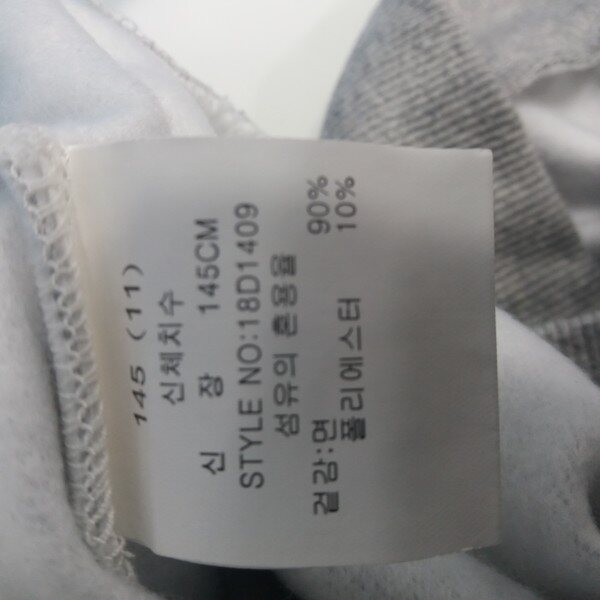 145 (11)
신체치수
신 장 145CM
STYLE NO:18D1409
섬유의 혼용율
겉감:면 90%
폴리에스터 10%